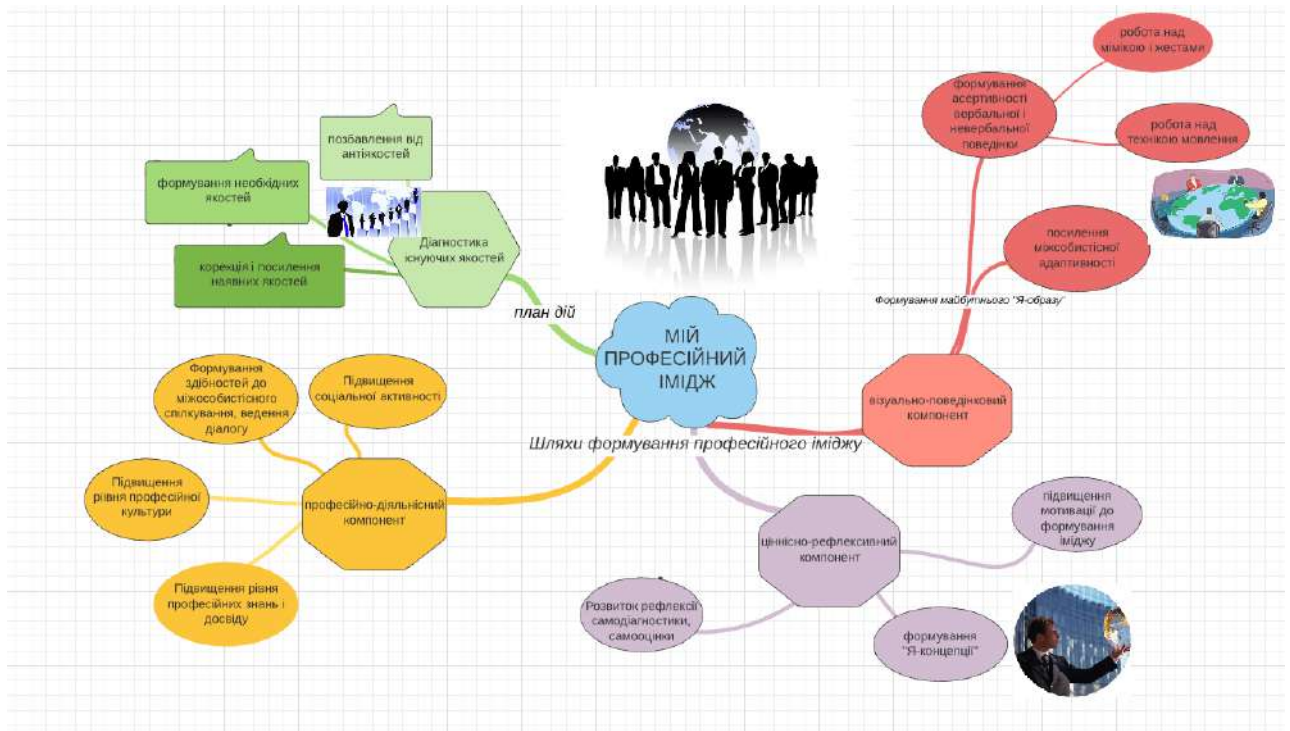 робота над
мімікою і жестами
формування
асертивності
вербальної і
невербальної
поведінки
робота над
технікою мовлення
посилення
міжсобистісної
адаптивності
Формування майбутнього "Я-образу"
візуально-поведінковий
компонент
позбавлення від
антіякостей
формування необхідних
якостей
корекція і посилення
наявних якостей
Діагностика
існуючих якостей
план дій
МІЙ
ПРОФЕСІЙНИЙ
ІМІДЖ
Шляхи формування професійного іміджу
Формування
здібностей до
міжособистісного
спілкування, ведення
діалогу
Підвищення
соціальної активності
Підвищення
рівня професійної
культури
професійно-діяльнісний
компонент
Підвищення рівня
професійних знань і
досвіду
ціннісно-рефлексивний
компонент
підвищення
мотивації до
формування
іміджу
Розвиток рефлексії
самодіагностики,
самооцінки
формування
"Я-концепції"